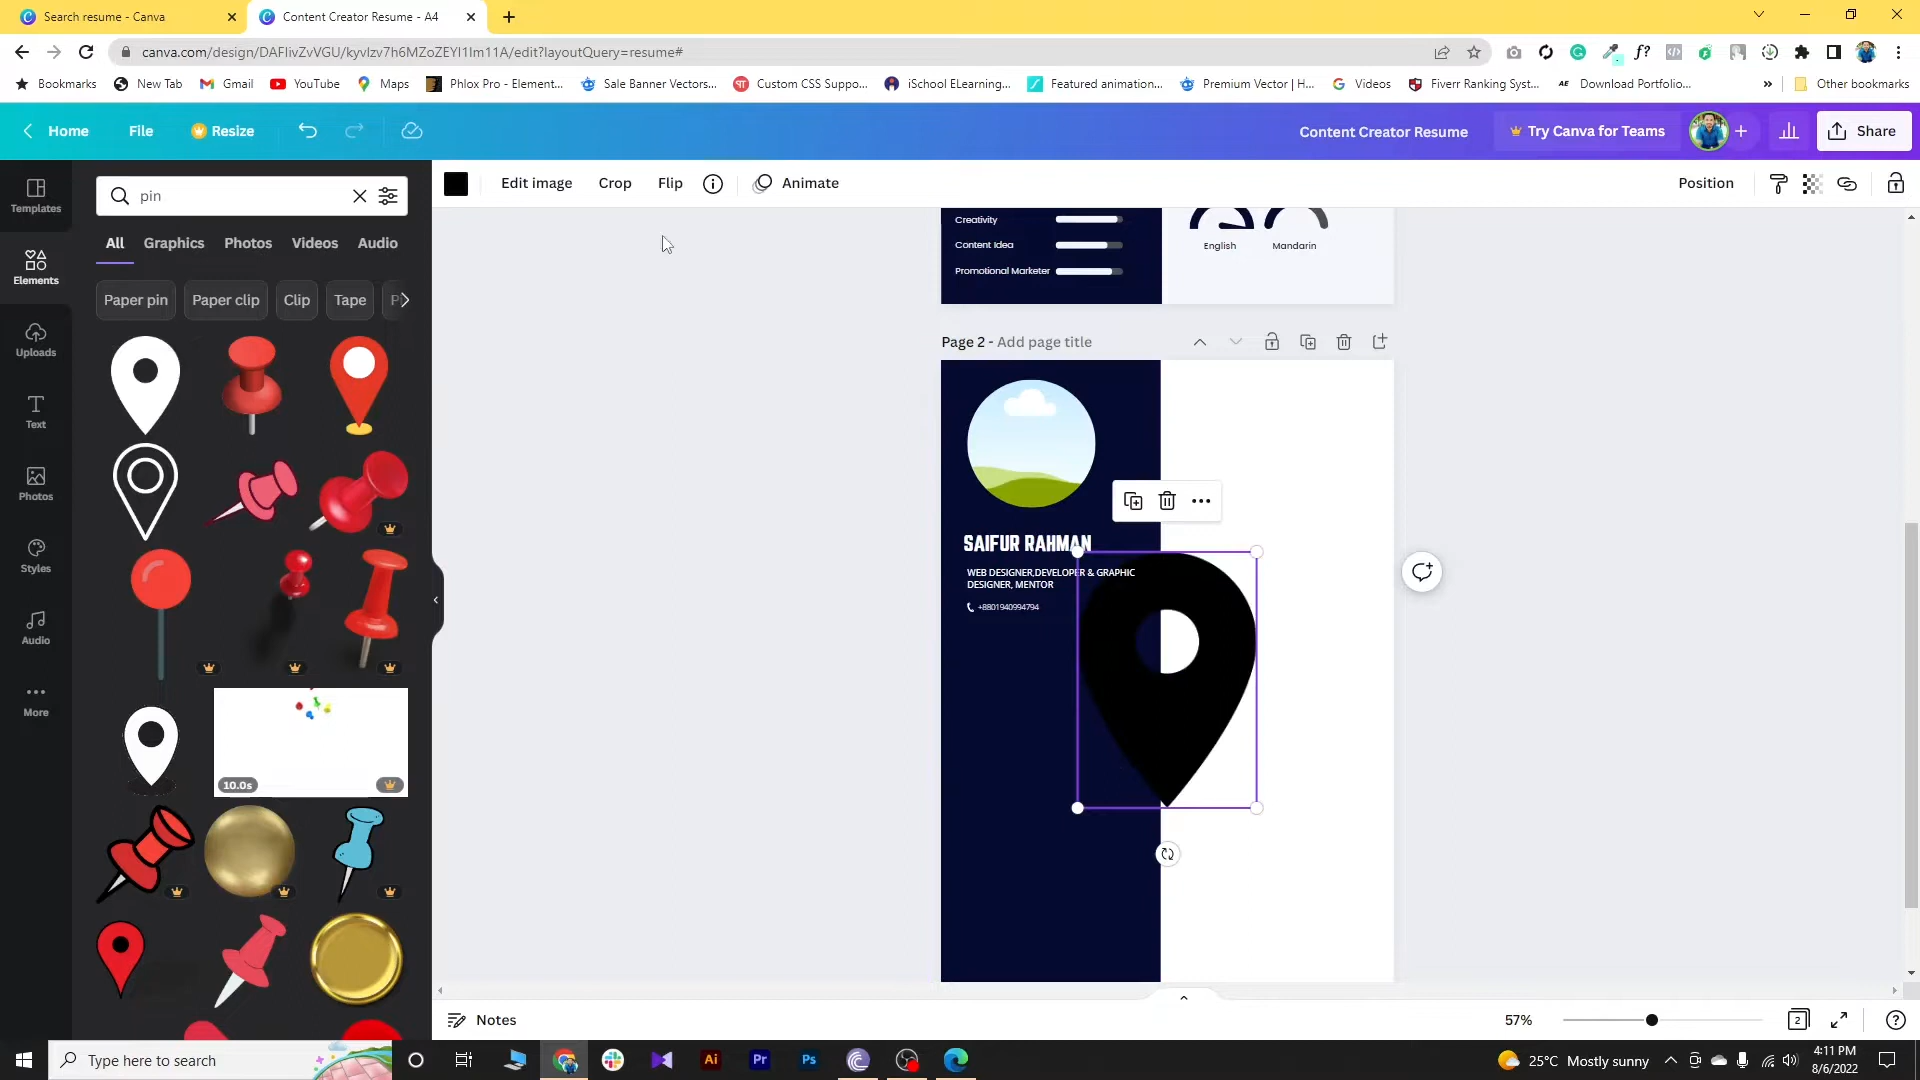 Search resume - Canva
Content Creator Resume - A4
canva.com/design/DAFIivZvVGU/kyvIzv7h6MZoZEYI1Im11A/edit?layoutQuery=resume#
Bookmarks
New Tab
Gmail
YouTube
Maps
Phlox Pro - Element...
Sale Banner Vectors...
Custom CSS Suppo...
iSchool ELearning...
Featured animation...
Premium Vector | H...
Videos
Fiverr Ranking Syst...
AE
Download Portfolio...
»
Other bookmarks
Home
File
Resize
Content Creator Resume
Try Canva for Teams
Share
pin
Edit image
Crop
Flip
Animate
Position
Templates
Elements
Uploads
Text
Photos
Styles
Audio
More
All
Graphics
Photos
Videos
Audio
Paper pin
Paper clip
Clip
Tape
10.0s
Creativity
Content Idea
Promotional Marketer
English
Mandarin
Page 2 - Add page title
SAIFUR RAHMAN
WEB DESIGNER,DEVELOPER & GRAPHIC
DESIGNER, MENTOR
+8801940994794
Notes
57%
2
Type here to search
Ai
Pr
Ps
25°C Mostly sunny
4:11 PM
8/6/2022